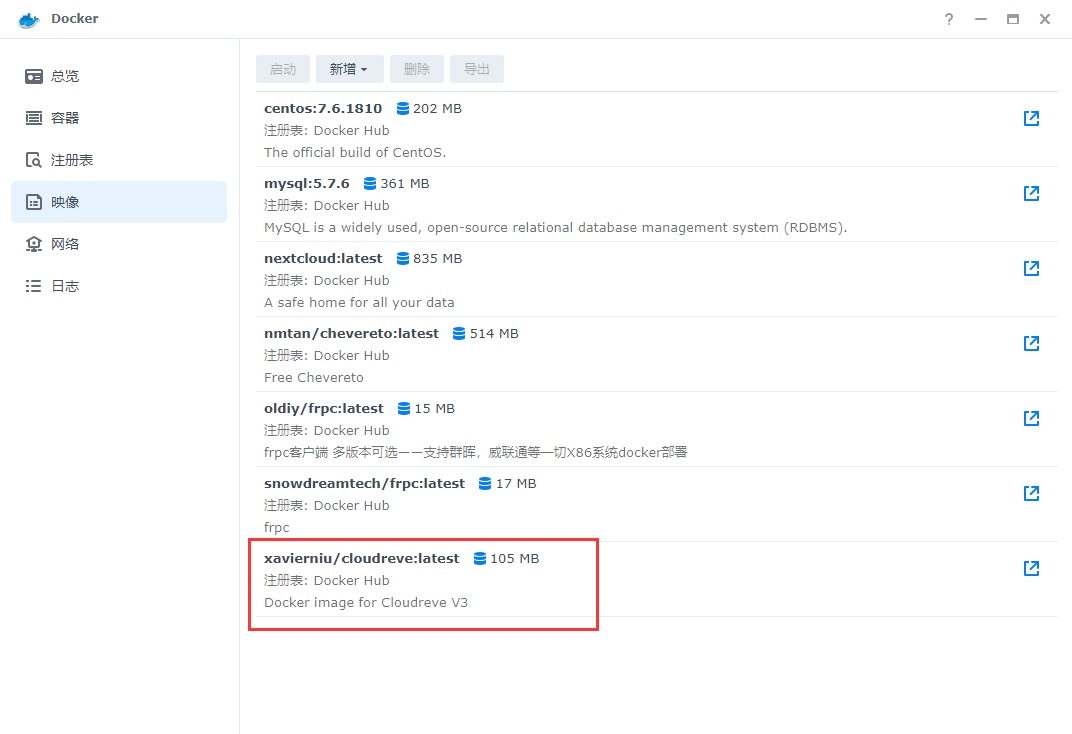 Docker
总览
容器
注册表
映像
网络
日志
启动 新增 删除 导出
centos:7.6.1810 202 MB
注册表: Docker Hub
The official build of CentOS.
mysql:5.7.6 361 MB
注册表: Docker Hub
MySQL is a widely used, open-source relational database management system (RDBMS).
nextcloud:latest 835 MB
注册表: Docker Hub
A safe home for all your data
nmtan/chevereto:latest 514 MB
注册表: Docker Hub
Free Chevereto
oldiy/frpc:latest 15 MB
注册表: Docker Hub
frpc客户端 多版本可选一一支持群晖，威联通等一切X86系统docker部署
snowdreamtech/frpc:latest 17 MB
注册表: Docker Hub
frpc
xavierniu/cloudreve:latest 105 MB
注册表: Docker Hub
Docker image for Cloudreve V3